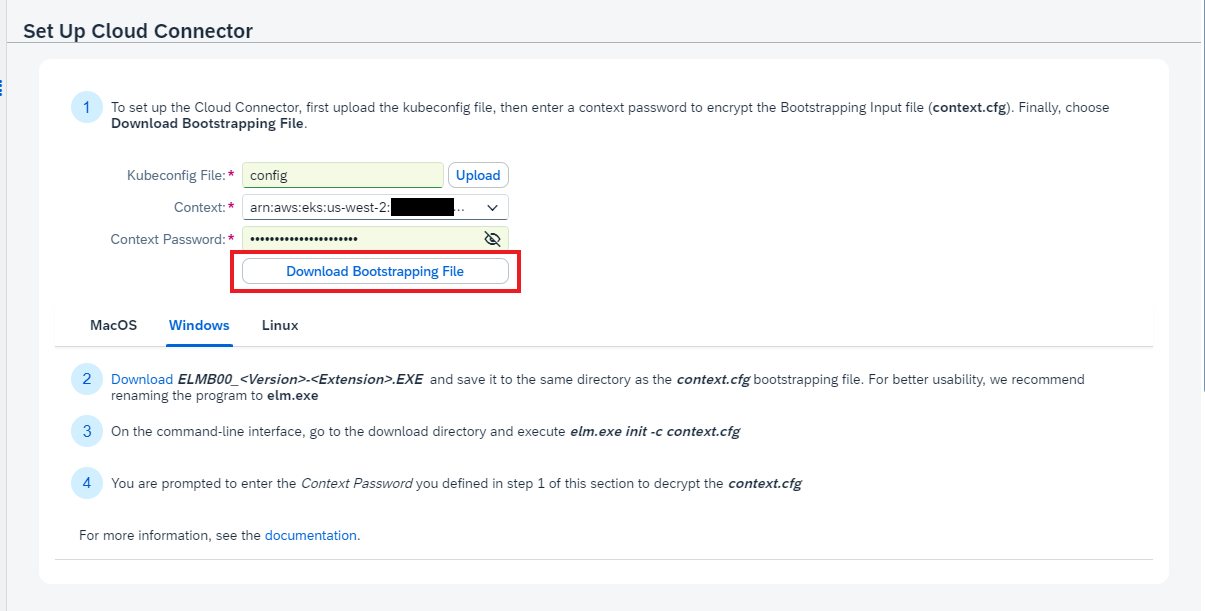 Set Up Cloud Connector
1 To set up the Cloud Connector, first upload the kubeconfig file, then enter a context password to encrypt the Bootstrapping Input file (context.cfg). Finally, choose
Download Bootstrapping File.
Kubeconfig File:* config Upload
Context:* arn:aws:eks:us-west-2: ...
Context Password:* ••••••••••••••••••••••
Download Bootstrapping File
MacOS Windows Linux
2 Download ELMB00_<Version>-<Extension>.EXE and save it to the same directory as the context.cfg bootstrapping file. For better usability, we recommend
renaming the program to elm.exe
3 On the command-line interface, go to the download directory and execute elm.exe init -c context.cfg
4 You are prompted to enter the Context Password you defined in step 1 of this section to decrypt the context.cfg
For more information, see the documentation.